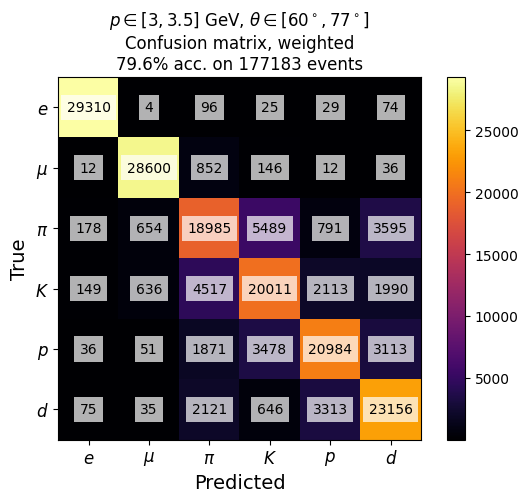 p ∈ [3, 3.5] GeV, θ ∈ [60°, 77°]
Confusion matrix, weighted
79.6% acc. on 177183 events
e 29310 4 96 25 29 74
μ 12 28600 852 146 12 36
π 178 654 18985 5489 791 3595
K 149 636 4517 20011 2113 1990
p 36 51 1871 3478 20984 3113
d 75 35 2121 646 3313 23156
e μ π K p d
Predicted
True
25000
20000
15000
10000
5000